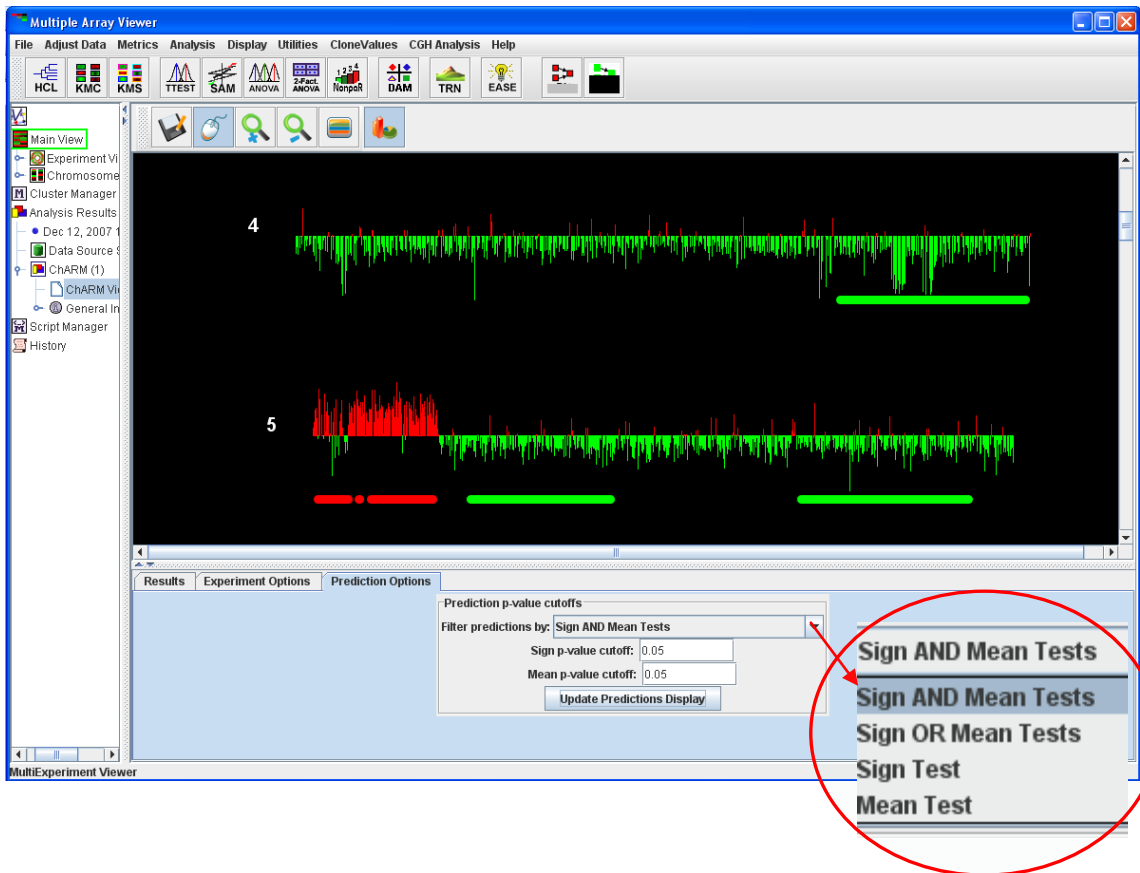 Multiple Array Viewer
File Adjust Data Metrics Analysis Display Utilities CloneValues CGH Analysis Help
HCL KMC KMS TTEST SAM ANOVA 2-Fact. ANOVA 1 2 3 4 NonpaR DAM TRN EASE
Main View
Experiment Vi
Chromosome
M Cluster Manager
Analysis Results
Dec 12, 2007 1
Data Source S
ChARM (1)
ChARM Vie
General In
Script Manager
History
4
5
Results Experiment Options Prediction Options
Prediction p-value cutoffs
Filter predictions by: Sign AND Mean Tests
Sign p-value cutoff: 0.05
Mean p-value cutoff: 0.05
Update Predictions Display
Sign AND Mean Tests
Sign AND Mean Tests
Sign OR Mean Tests
Sign Test
Mean Test
MultiExperiment Viewer